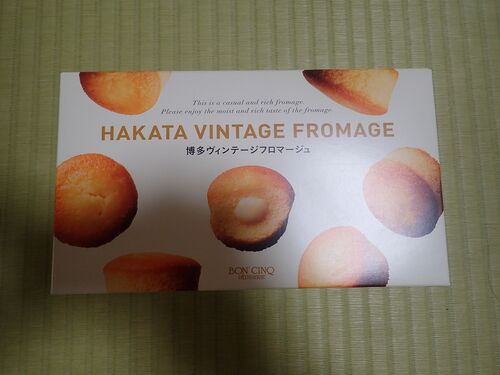 This is a casual and rich fromage.
Please enjoy the moist and rich taste of the fromage.
HAKATA VINTAGE FROMAGE
博多ヴィンテージフロマージュ
BON CINQ